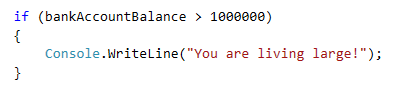 if (bankAccountBalance > 1000000)
{
    Console.WriteLine("You are living large!");
}